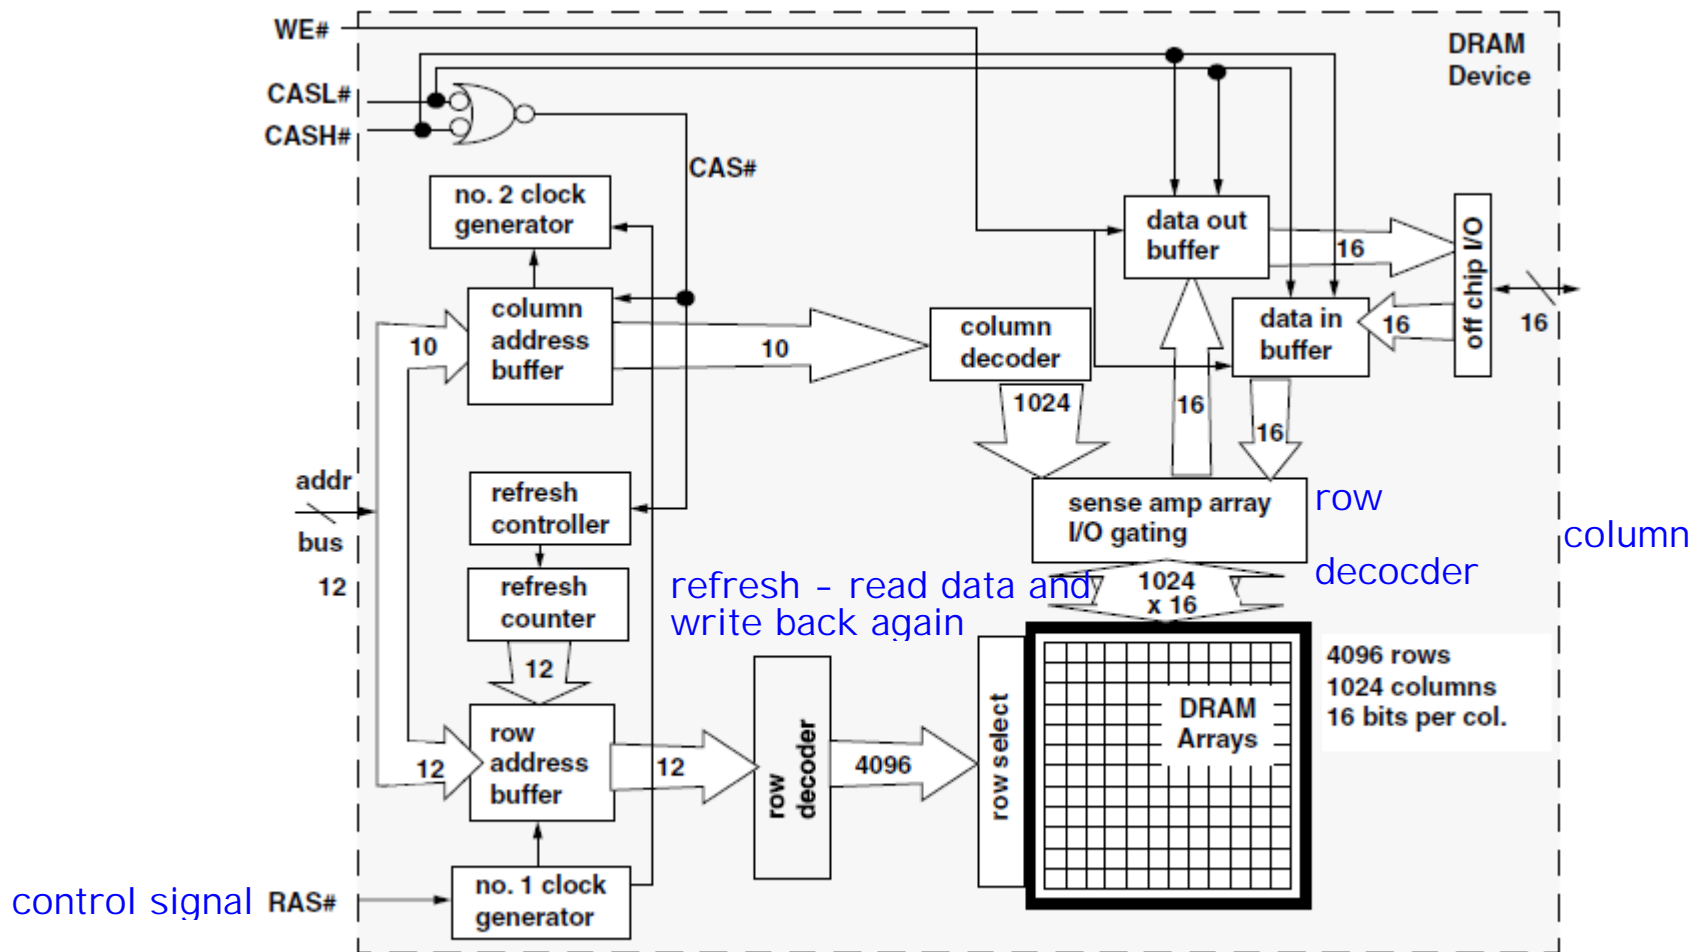 WE#
DRAM
Device
CASL#
CASH#
CAS#
no. 2 clock
generator
data out
buffer
16
off chip I/O
column
address
buffer
10
10
column
decoder
data in
buffer
16
16
1024
16
16
addr
bus
12
refresh
controller
sense amp array
I/O gating
row
column
decocder
refresh
counter
refresh - read data and
write back again
1024
x 16
12
4096 rows
1024 columns
16 bits per col.
row
address
buffer
12
12
row
decoder
4096
row select
DRAM
Arrays
control signal
RAS#
no. 1 clock
generator